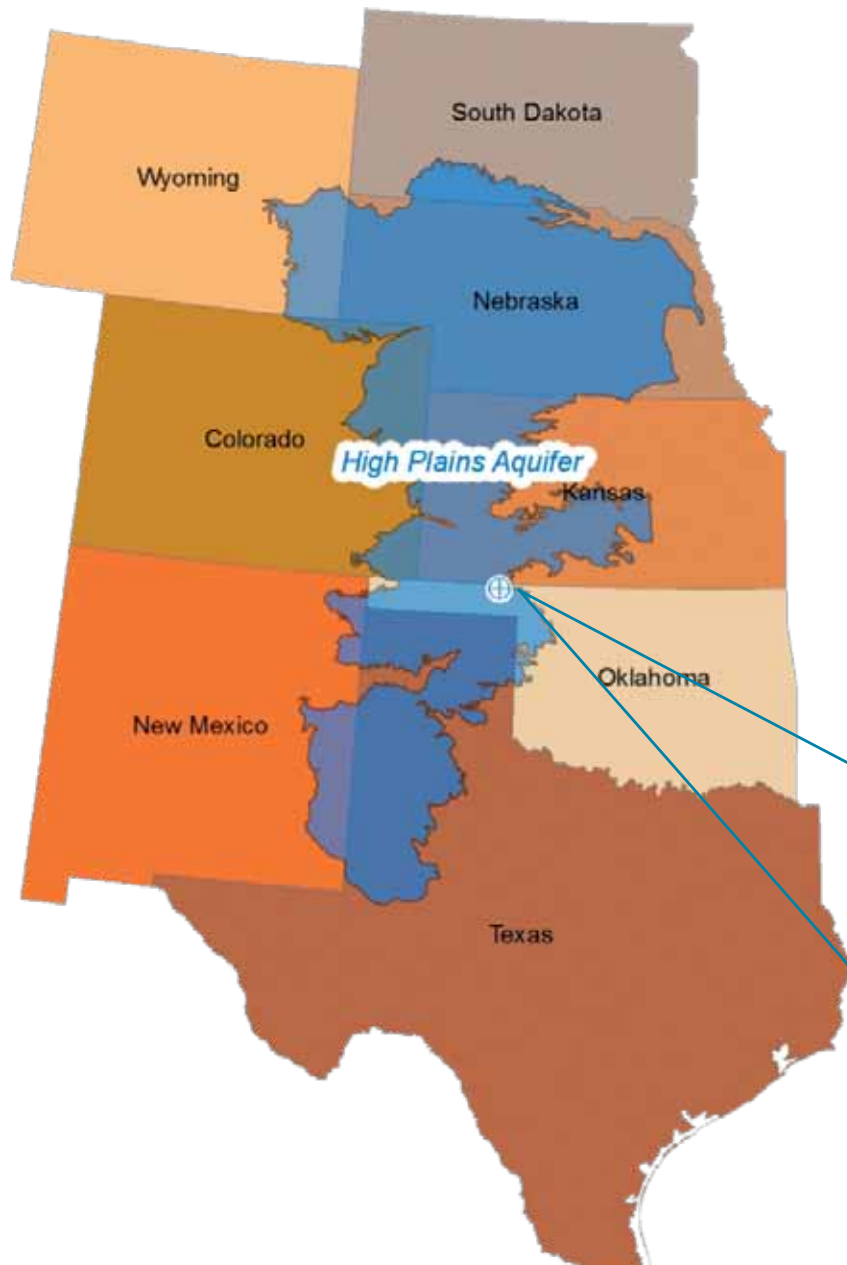 South Dakota
Wyoming
Nebraska
Colorado
High Plains Aquifer
Kansas
Oklahoma
New Mexico
Texas